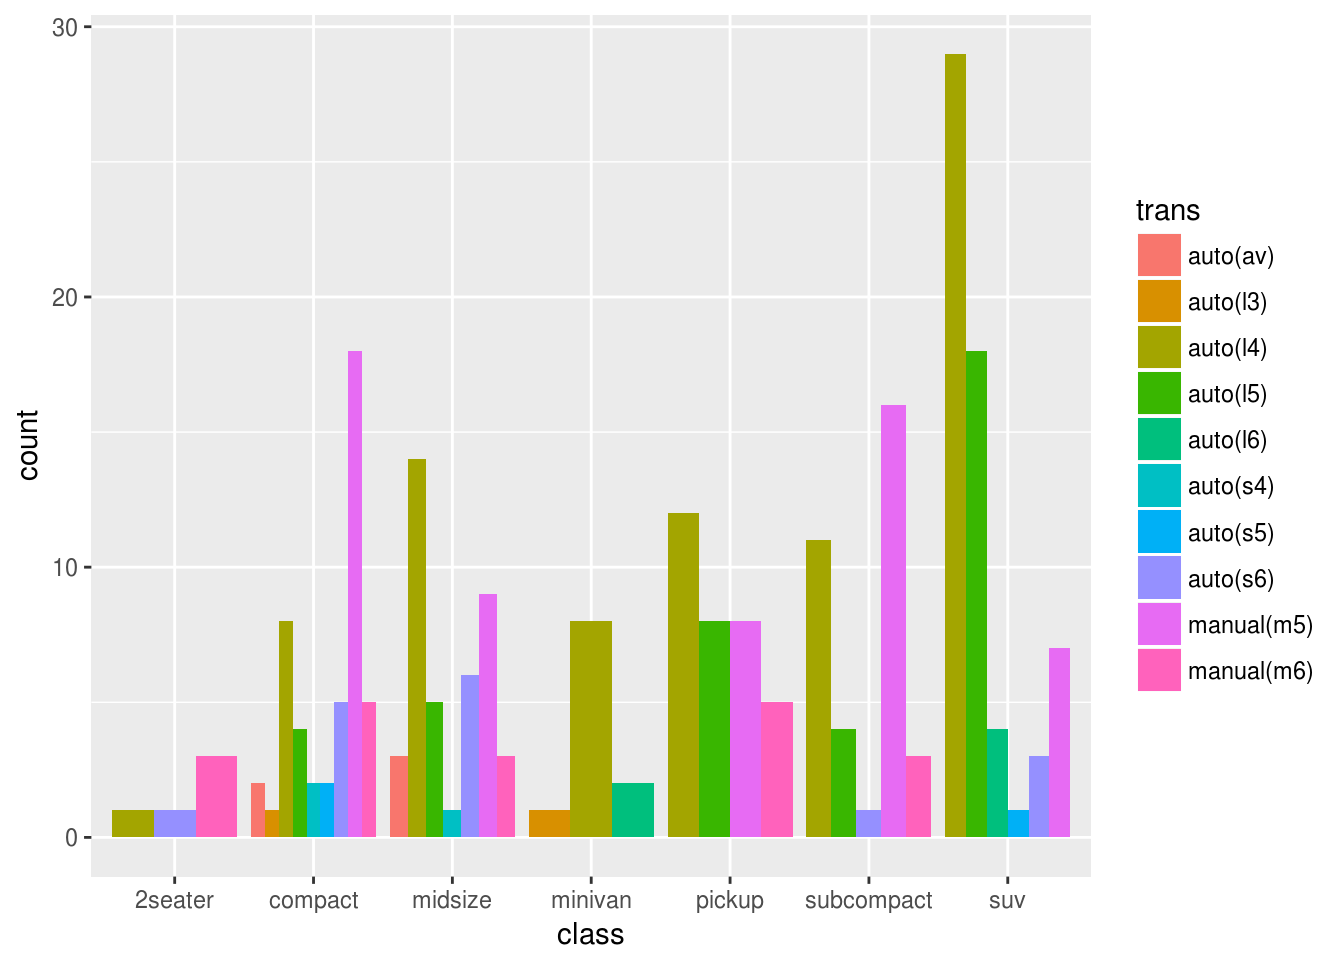 30
20
10
0
count
2seater compact midsize minivan pickup subcompact suv
class
trans
auto(av)
auto(l3)
auto(l4)
auto(l5)
auto(l6)
auto(s4)
auto(s5)
auto(s6)
manual(m5)
manual(m6)